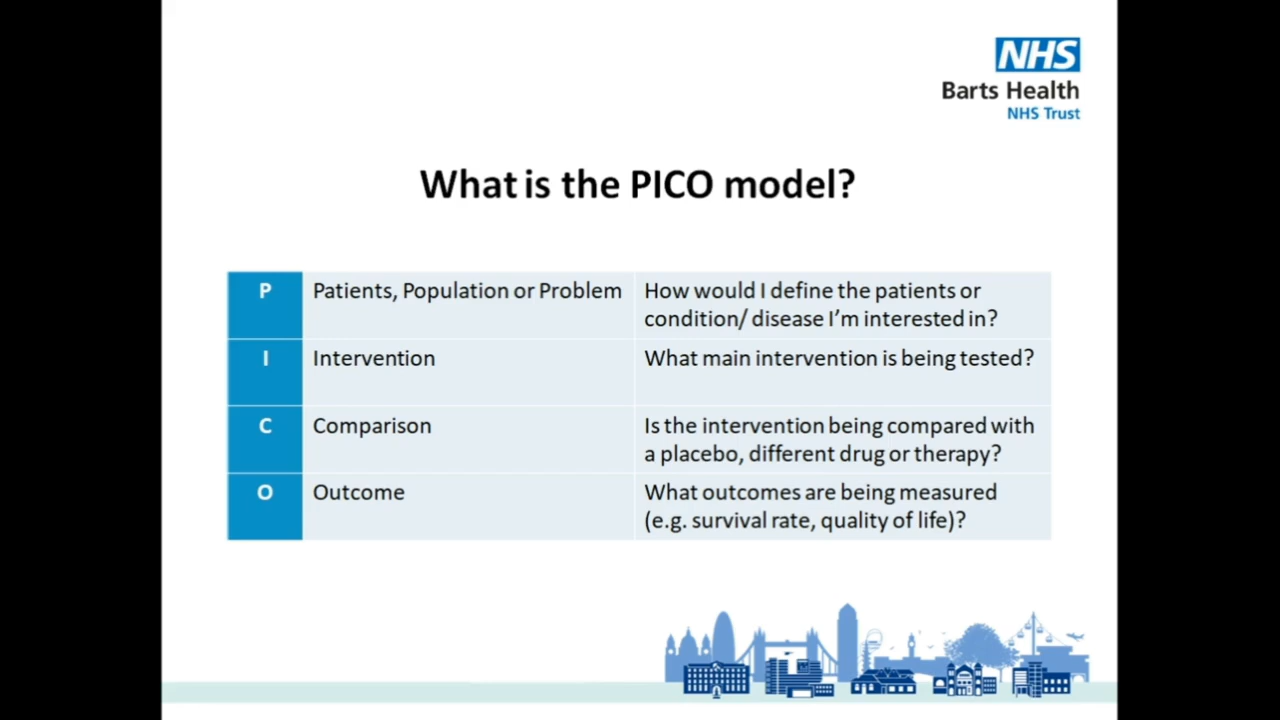 NHS
Barts Health
NHS Trust
What is the PICO model?
P
Patients, Population or Problem
How would I define the patients or
condition/ disease I'm interested in?
I
Intervention
What main intervention is being tested?
C
Comparison
Is the intervention being compared with
a placebo, different drug or therapy?
O
Outcome
What outcomes are being measured
(e.g. survival rate, quality of life)?